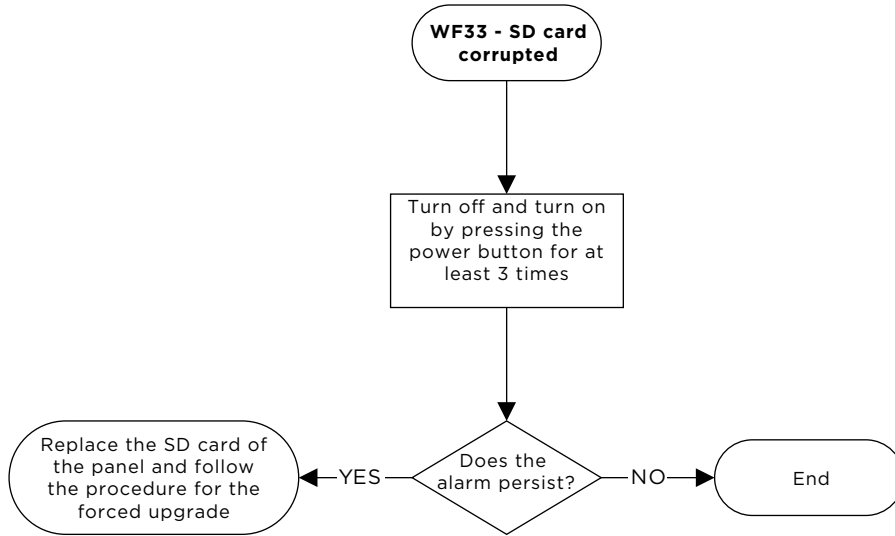 WF33 - SD card
corrupted
Turn off and turn on
by pressing the
power button for at
least 3 times
Does the
alarm persist?
YES
Replace the SD card of
the panel and follow
the procedure for the
forced upgrade
NO
End